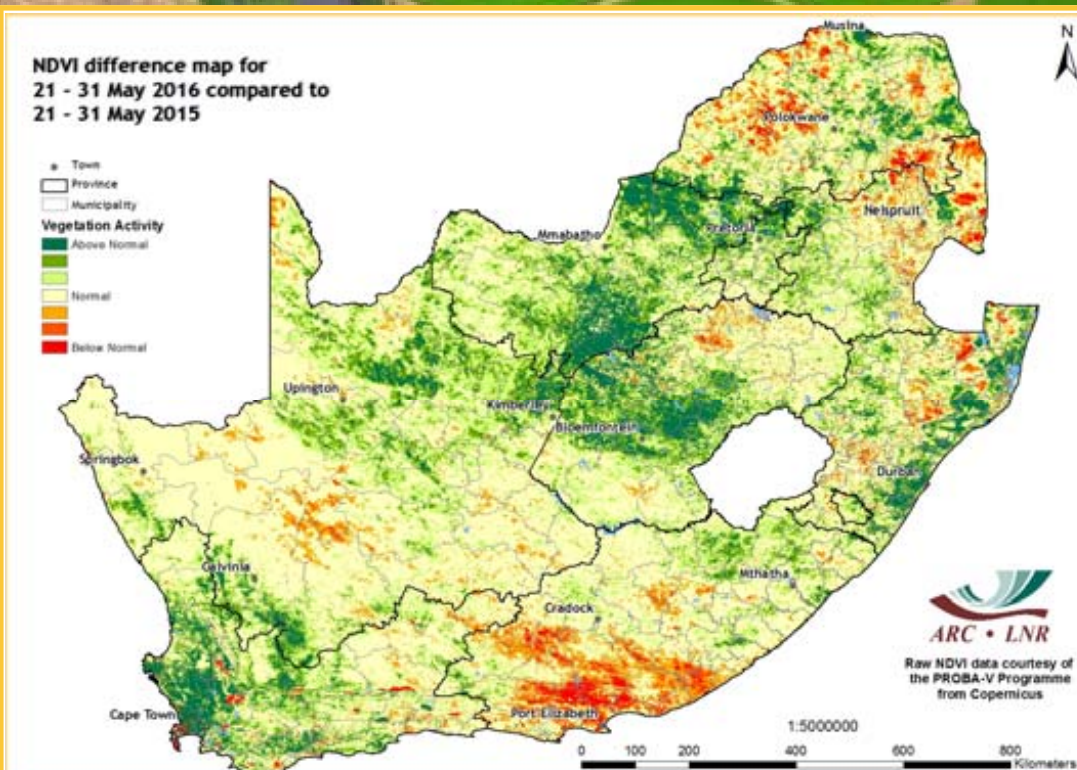 NDVI difference map for
21 - 31 May 2016 compared to
21 - 31 May 2015
Town
Province
Municipality
Vegetation Activity
Above Normal
Normal
Below Normal
N
Musina
Polokwane
Nelspruit
Pretoria
Mmabatho
Upington
Kimberley
Bloemfontein
Springbok
Durban
Calvinia
Mthatha
Cradock
Cape Town
Port Elizabeth
ARC • LNR
Raw NDVI data courtesy of
the PROBA-V Programme
from Copernicus
1:5000000
0 100 200 400 600 800
Kilometers